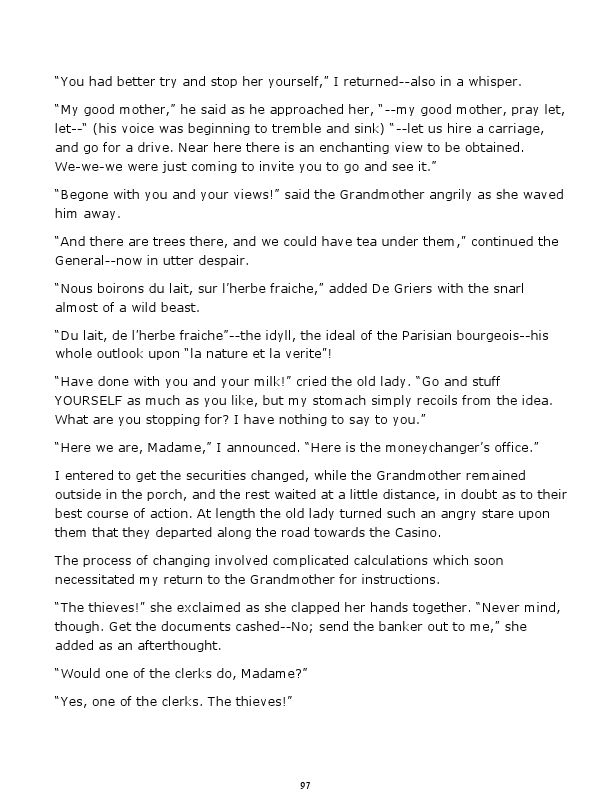 “You had better try and stop her yourself,” I returned--also in a whisper.
“My good mother,” he said as he approached her, “--my good mother, pray let,
let--“ (his voice was beginning to tremble and sink) “--let us hire a carriage,
and go for a drive. Near here there is an enchanting view to be obtained.
We-we-we were just coming to invite you to go and see it.”
“Begone with you and your views!” said the Grandmother angrily as she waved
him away.
“And there are trees there, and we could have tea under them,” continued the
General--now in utter despair.
“Nous boirons du lait, sur l’herbe fraiche,” added De Griers with the snarl
almost of a wild beast.
“Du lait, de l’herbe fraiche”--the idyll, the ideal of the Parisian bourgeois--his
whole outlook upon “la nature et la verite”!
“Have done with you and your milk!” cried the old lady. “Go and stuff
YOURSELF as much as you like, but my stomach simply recoils from the idea.
What are you stopping for? I have nothing to say to you.”
“Here we are, Madame,” I announced. “Here is the moneychanger’s office.”
I entered to get the securities changed, while the Grandmother remained
outside in the porch, and the rest waited at a little distance, in doubt as to their
best course of action. At length the old lady turned such an angry stare upon
them that they departed along the road towards the Casino.
The process of changing involved complicated calculations which soon
necessitated my return to the Grandmother for instructions.
“The thieves!” she exclaimed as she clapped her hands together. “Never mind,
though. Get the documents cashed--No; send the banker out to me,” she
added as an afterthought.
“Would one of the clerks do, Madame?”
“Yes, one of the clerks. The thieves!”
97